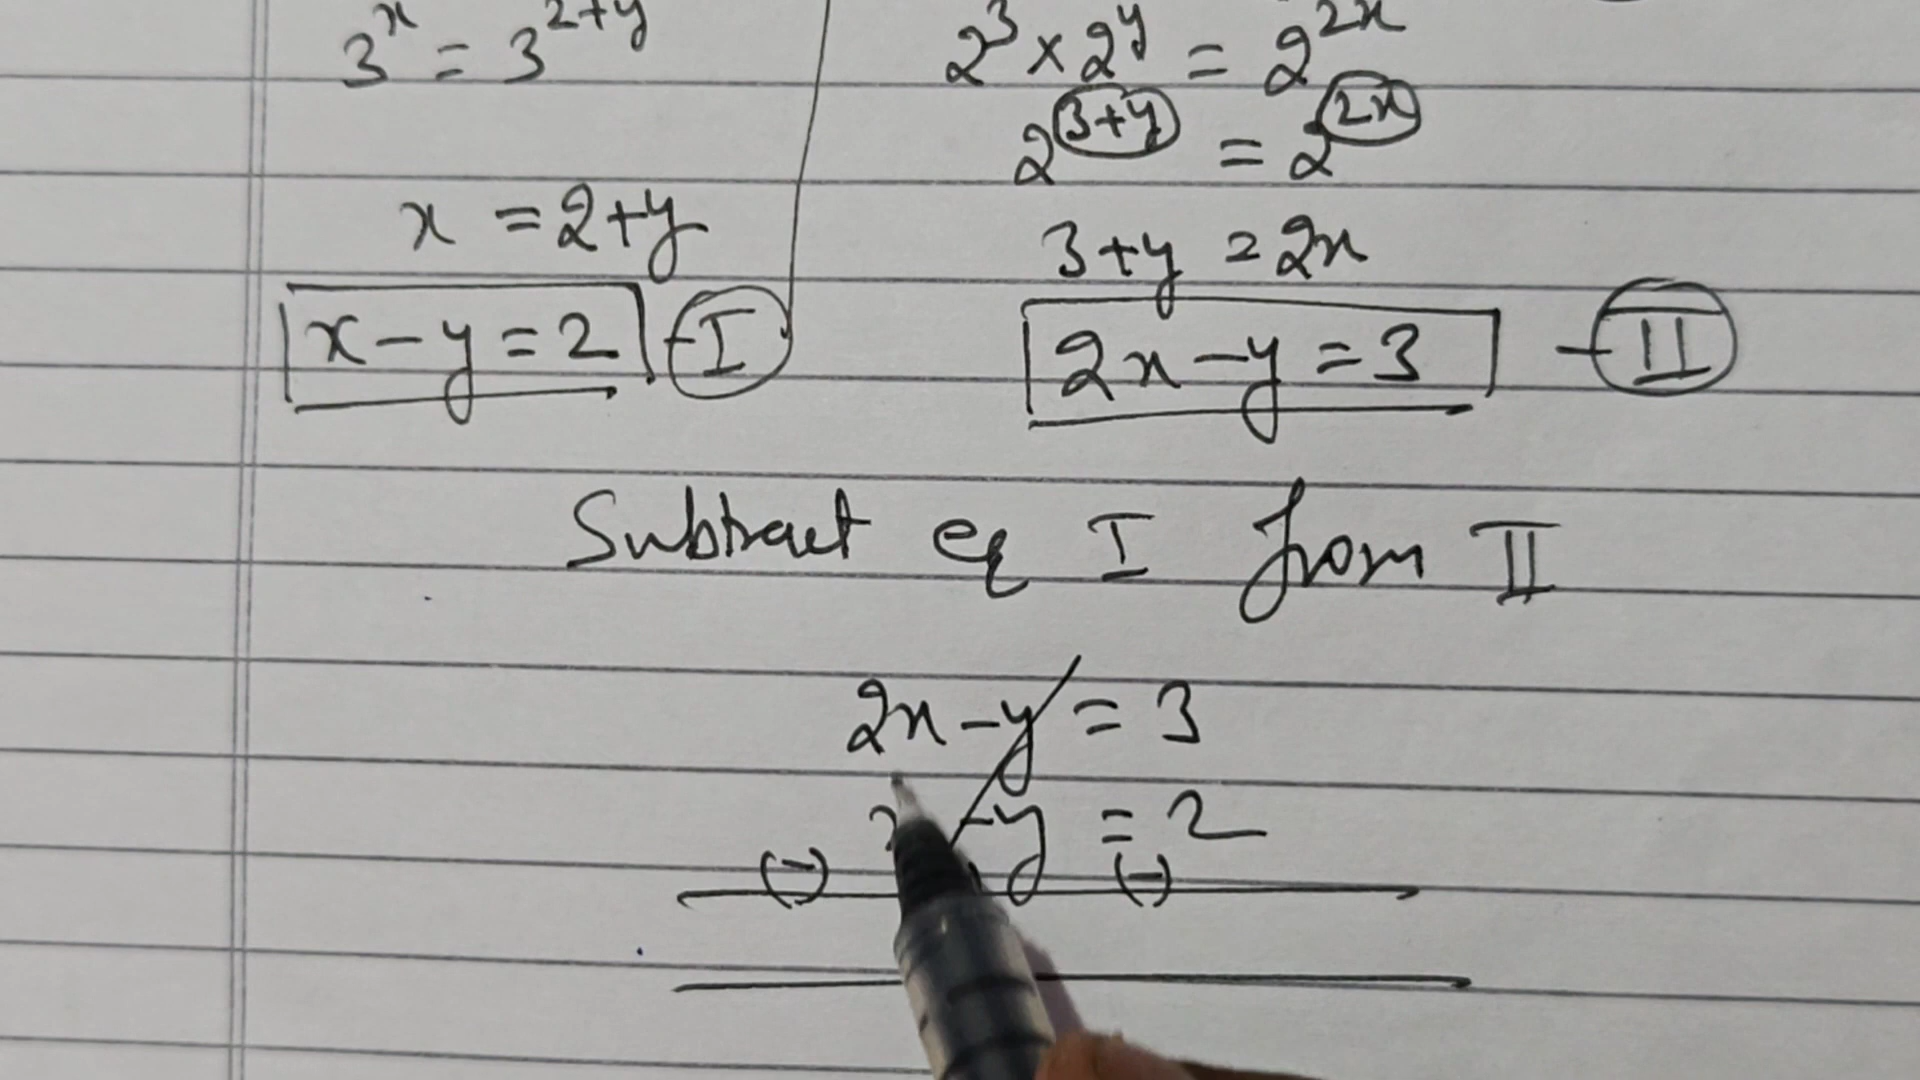 3^x = 3^{2+y}
x = 2+y
x-y=2 -I
2^3 × 2^y = 2^{2x}
2^{3+y} = 2^{2x}
3+y = 2x
2x-y=3 -II
Subtract eq I from II
2x-y = 3
x-y = 2
(-) (-)